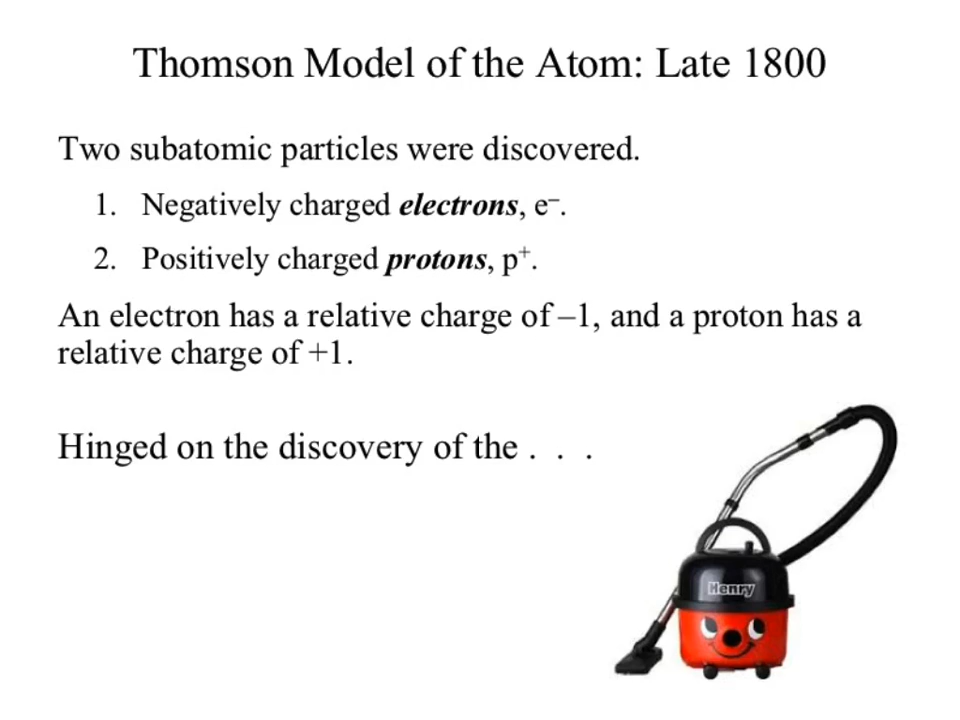 Thomson Model of the Atom: Late 1800
Two subatomic particles were discovered.
1. Negatively charged electrons, e⁻.
2. Positively charged protons, p⁺.
An electron has a relative charge of –1, and a proton has a
relative charge of +1.
Hinged on the discovery of the . . .
Henry